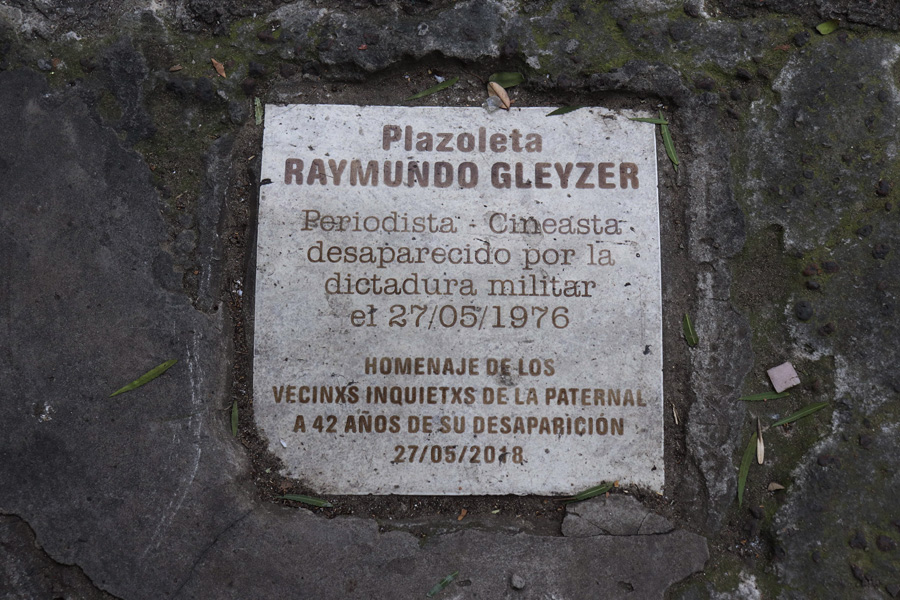 Plazoleta
RAYMUNDO GLEYZER
Periodista - Cineasta
desaparecido por la
dictadura militar
el 27/05/1976
HOMENAJE DE LOS
VECINXS INQUIETXS DE LA PATERNAL
A 42 AÑOS DE SU DESAPARICIÓN
27/05/2018